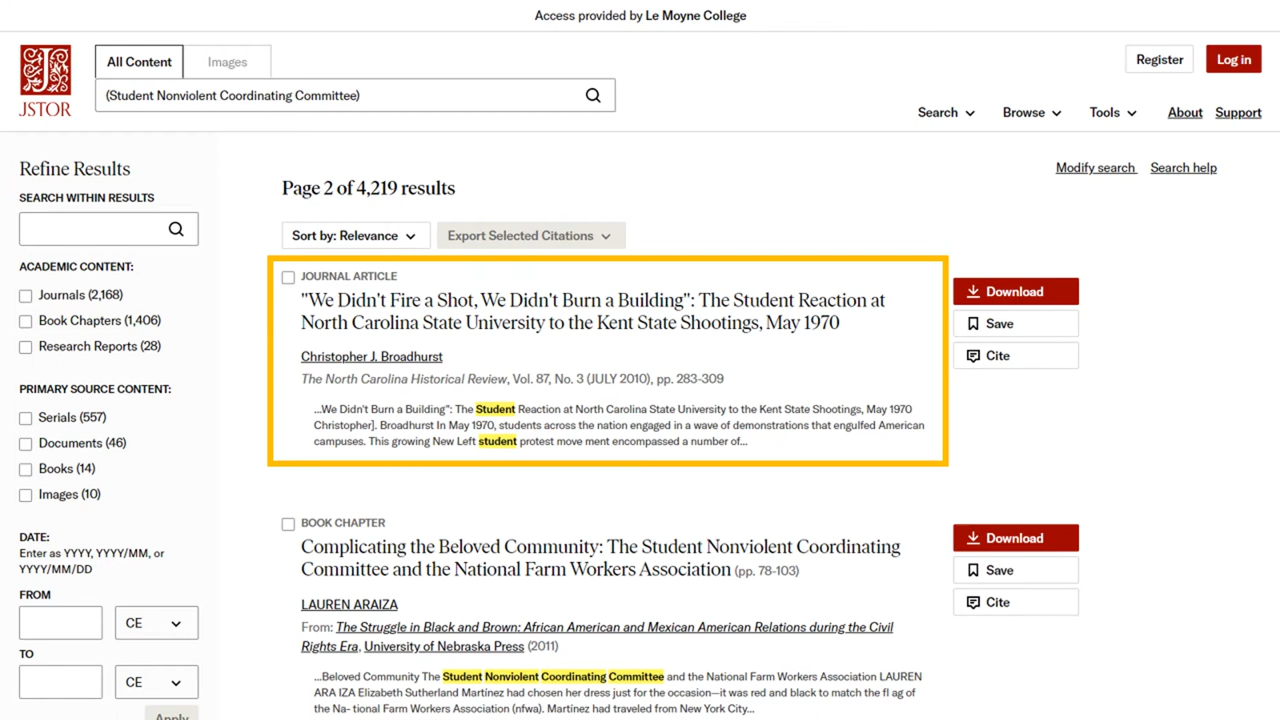 Access provided by Le Moyne College
All Content
Images
Register
Log in
(Student Nonviolent Coordinating Committee)
JSTOR
Search
Browse
Tools
About
Support
Refine Results
SEARCH WITHIN RESULTS
ACADEMIC CONTENT:
Journals (2,168)
Book Chapters (1,406)
Research Reports (28)
PRIMARY SOURCE CONTENT:
Serials (557)
Documents (46)
Books (14)
Images (10)
DATE:
Enter as YYYY, YYYY/MM, or
YYYY/MM/DD
FROM
CE
TO
CE
Apply
Modify search
Search help
Page 2 of 4,219 results
Sort by: Relevance
Export Selected Citations
JOURNAL ARTICLE
"We Didn't Fire a Shot, We Didn't Burn a Building": The Student Reaction at
North Carolina State University to the Kent State Shootings, May 1970
Christopher J. Broadhurst
The North Carolina Historical Review, Vol. 87, No. 3 (JULY 2010), pp. 283-309
...We Didn't Burn a Building": The Student Reaction at North Carolina State University to the Kent State Shootings, May 1970
Christopher]. Broadhurst In May 1970, students across the nation engaged in a wave of demonstrations that engulfed American
campuses. This growing New Left student protest move ment encompassed a number of...
Download
Save
Cite
BOOK CHAPTER
Complicating the Beloved Community: The Student Nonviolent Coordinating
Committee and the National Farm Workers Association (pp. 78-103)
LAUREN ARAIZA
From: The Struggle in Black and Brown: African American and Mexican American Relations during the Civil
Rights Era, University of Nebraska Press (2011)
...Beloved Community The Student Nonviolent Coordinating Committee and the National Farm Workers Association LAUREN
ARA IZA Elizabeth Sutherland Martínez had chosen her dress just for the occasion—it was red and black to match the fl ag of
the Na- tional Farm Workers Association (nfwa). Martínez had traveled from New York City...
Download
Save
Cite